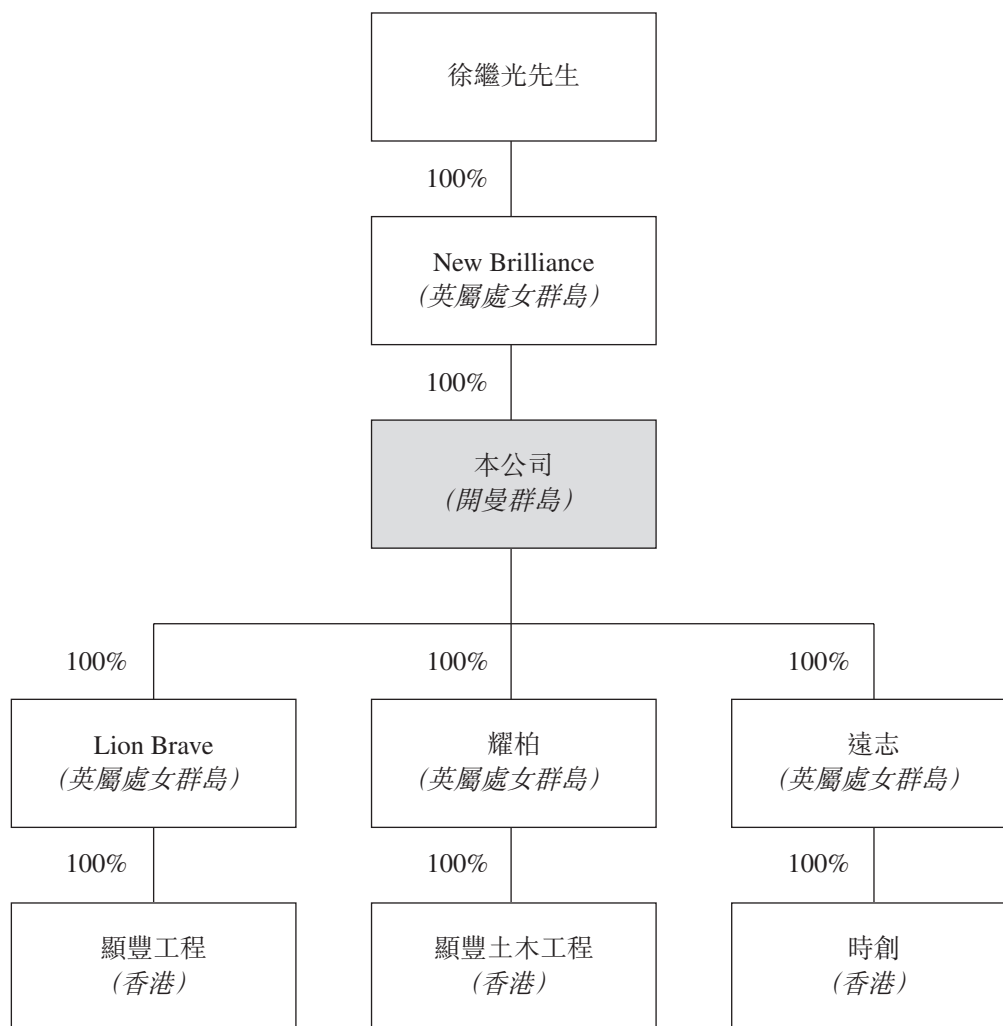 徐繼光先生
100%
New Brilliance
(英屬處女群島)
100%
本公司
(開曼群島)
100%
100%
100%
Lion Brave
(英屬處女群島)
耀柏
(英屬處女群島)
遠志
(英屬處女群島)
100%
100%
100%
顯豐工程
(香港)
顯豐土木工程
(香港)
時創
(香港)